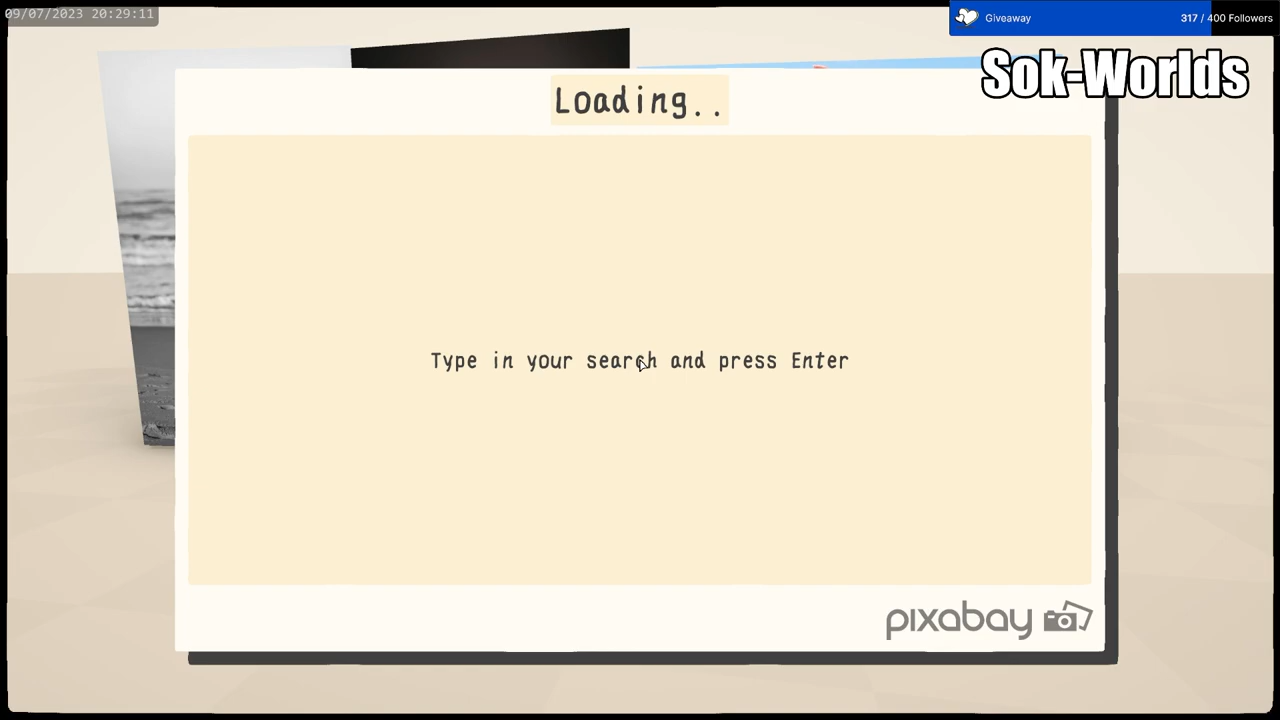 09/07/2023 20:29:11
Giveaway
317 / 400 Followers
Sok-Worlds
Loading..
Type in your search and press Enter
pixabay